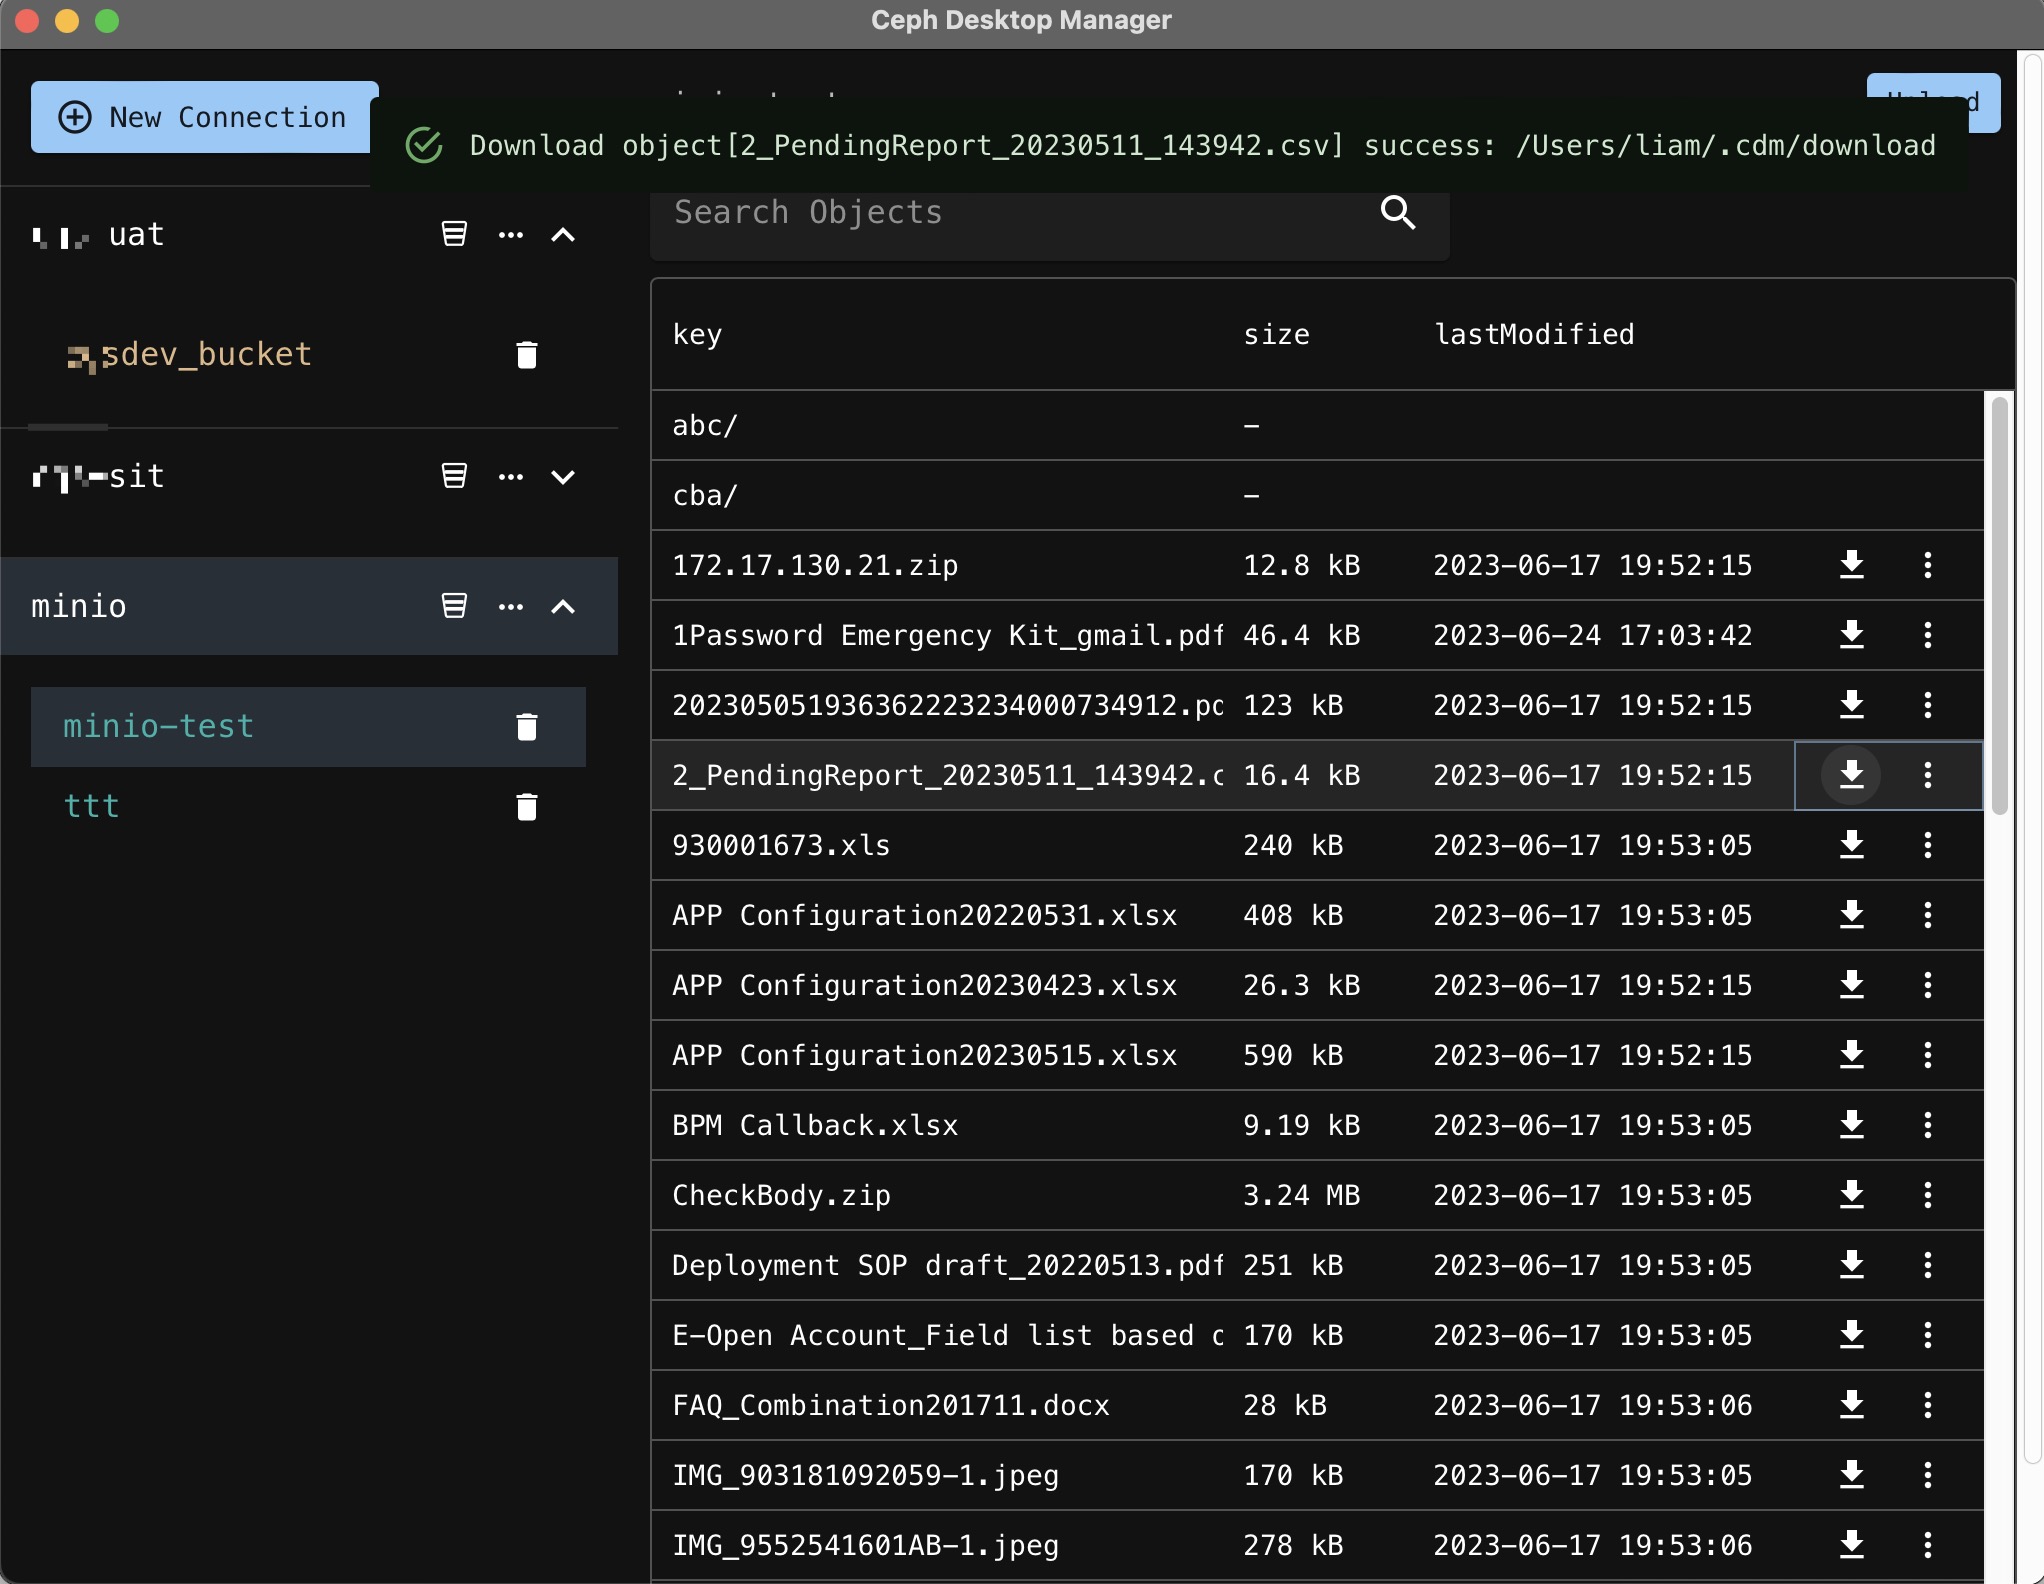 Ceph Desktop Manager
New Connection
Download object[2_PendingReport_20230511_143942.csv] success: /Users/liam/.cdm/download
Search Objects
uat
sdev_bucket
sit
minio
minio-test
ttt
key size lastModified
abc/ –
cba/ –
172.17.130.21.zip 12.8 kB 2023-06-17 19:52:15
1Password Emergency Kit_gmail.pdf 46.4 kB 2023-06-24 17:03:42
202305051936362223234000734912.pd 123 kB 2023-06-17 19:52:15
2_PendingReport_20230511_143942.c 16.4 kB 2023-06-17 19:52:15
930001673.xls 240 kB 2023-06-17 19:53:05
APP Configuration20220531.xlsx 408 kB 2023-06-17 19:53:05
APP Configuration20230423.xlsx 26.3 kB 2023-06-17 19:52:15
APP Configuration20230515.xlsx 590 kB 2023-06-17 19:52:15
BPM Callback.xlsx 9.19 kB 2023-06-17 19:53:05
CheckBody.zip 3.24 MB 2023-06-17 19:53:05
Deployment SOP draft_20220513.pdf 251 kB 2023-06-17 19:53:05
E-Open Account_Field list based o 170 kB 2023-06-17 19:53:05
FAQ_Combination201711.docx 28 kB 2023-06-17 19:53:06
IMG_903181092059-1.jpeg 170 kB 2023-06-17 19:53:05
IMG_9552541601AB-1.jpeg 278 kB 2023-06-17 19:53:06